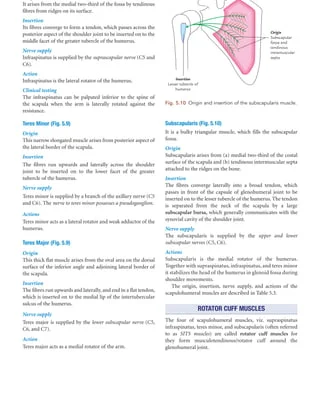 It arises from the medial two-third of the fossa by tendinous
fibres from ridges on its surface.
Insertion
Its fibres converge to form a tendon, which passes across the
posterior aspect of the shoulder joint to be inserted on to the
middle facet of the greater tubercle of the humerus.
Nerve supply
Infraspinatus is supplied by the suprascapular nerve (C5 and
C6).
Action
Infraspinatus is the lateral rotator of the humerus.
Clinical testing
The infraspinatus can be palpated inferior to the spine of
the scapula when the arm is laterally rotated against the
resistance.
Teres Minor (Fig. 5.9)
Origin
This narrow elongated muscle arises from posterior aspect of
the lateral border of the scapula.
Insertion
The fibres run upwards and laterally across the shoulder
joint to be inserted on to the lower facet of the greater
tubercle of the humerus.
Nerve supply
Teres minor is supplied by a branch of the axillary nerve (C5
and C6). The nerve to teres minor possesses a pseudoganglion.
Actions
Teres minor acts as a lateral rotator and weak adductor of the
humerus.
Teres Major (Fig. 5.9)
Origin
This thick flat muscle arises from the oval area on the dorsal
surface of the inferior angle and adjoining lateral border of
the scapula.
Insertion
The fibres run upwards and laterally, and end in a flat tendon,
which is inserted on to the medial lip of the intertubercular
sulcus of the humerus.
Nerve supply
Teres major is supplied by the lower subscapular nerve (C5,
C6, and C7).
Action
Teres major acts as a medial rotator of the arm.
Origin
Subscapular
fossa and
tendinous
intramuscular
septa
Insertion
Lesser tubercle of
humerus
Fig. 5.10 Origin and insertion of the subscapularis muscle.
Subscapularis (Fig. 5.10)
It is a bulky triangular muscle, which fills the subscapular
fossa.
Origin
Subscapularis arises from (a) medial two-third of the costal
surface of the scapula and (b) tendinous intermuscular septa
attached to the ridges on the bone.
Insertion
The fibres converge laterally into a broad tendon, which
passes in front of the capsule of glenohumeral joint to be
inserted on to the lesser tubercle of the humerus. The tendon
is separated from the neck of the scapula by a large
subscapular bursa, which generally communicates with the
synovial cavity of the shoulder joint.
Nerve supply
The subscapularis is supplied by the upper and lower
subscapular nerves (C5, C6).
Actions
Subscapularis is the medial rotator of the humerus.
Together with supraspinatus, infraspinatus, and teres minor
it stabilizes the head of the humerus in glenoid fossa during
shoulder movements.
The origin, insertion, nerve supply, and actions of the
scapulohumeral muscles are described in Table 5.3.
ROTATOR CUFF MUSCLES
The four of scapulohumeral muscles, viz. supraspinatus
infraspinatus, teres minor, and subscapularis (often referred
to as SITS muscles) are called rotator cuff muscles for
they form musculotendinous/rotator cuff around the
glenohumeral joint.